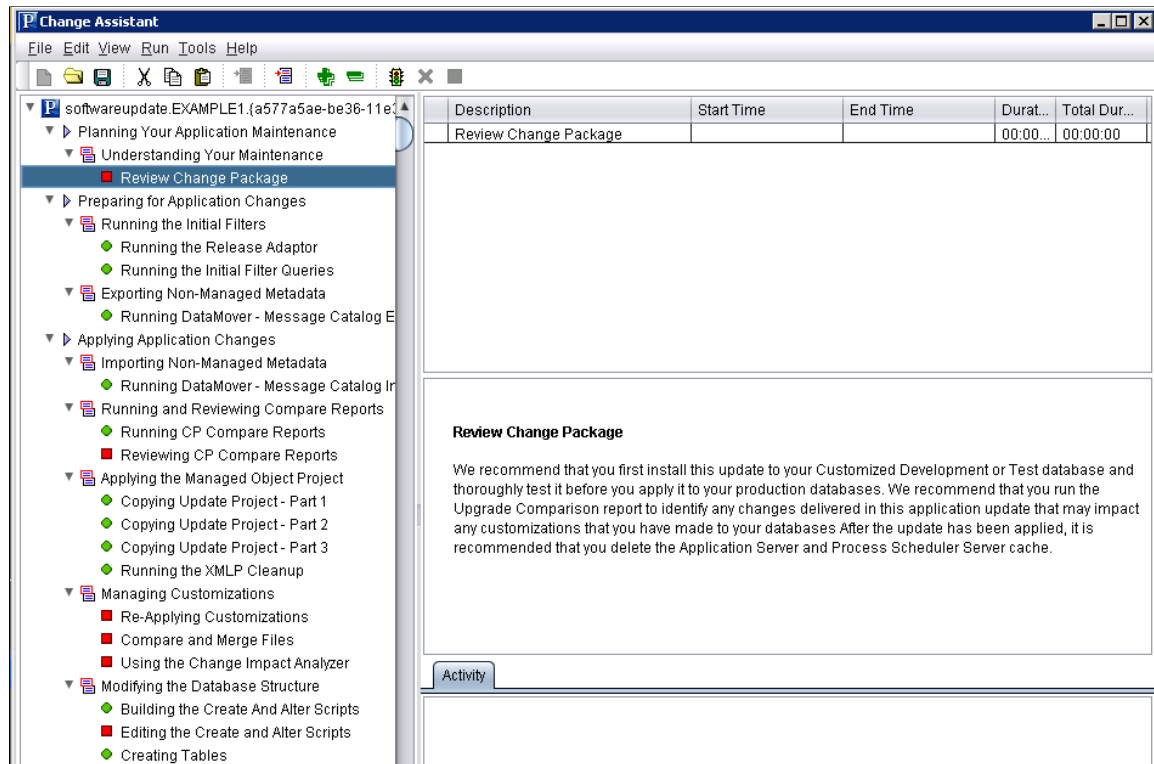 Change Assistant
File Edit View Run Tools Help
softwareupdate.EXAMPLE1.{a577a5ae-be36-11e
Planning Your Application Maintenance
Understanding Your Maintenance
Review Change Package
Preparing for Application Changes
Running the Initial Filters
Running the Release Adaptor
Running the Initial Filter Queries
Exporting Non-Managed Metadata
Running DataMover - Message Catalog E
Applying Application Changes
Importing Non-Managed Metadata
Running DataMover - Message Catalog Ir
Running and Reviewing Compare Reports
Running CP Compare Reports
Reviewing CP Compare Reports
Applying the Managed Object Project
Copying Update Project - Part 1
Copying Update Project - Part 2
Copying Update Project - Part 3
Running the XMLP Cleanup
Managing Customizations
Re-Applying Customizations
Compare and Merge Files
Using the Change Impact Analyzer
Modifying the Database Structure
Building the Create And Alter Scripts
Editing the Create and Alter Scripts
Creating Tables
Description Start Time End Time Durat... Total Dur...
Review Change Package 00:00... 00:00:00
Review Change Package
We recommend that you first install this update to your Customized Development or Test database and
thoroughly test it before you apply it to your production databases. We recommend that you run the
Upgrade Comparison report to identify any changes delivered in this application update that may impact
any customizations that you have made to your databases After the update has been applied, it is
recommended that you delete the Application Server and Process Scheduler Server cache.
Activity